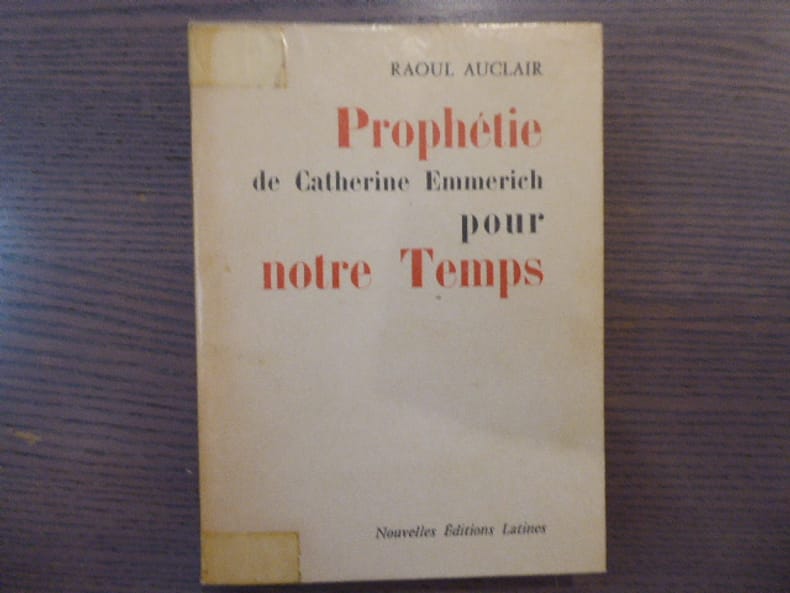 RAOUL AUCLAIR
Prophétie
de Catherine Emmerich
pour
notre Temps
Nouvelles Éditions Latines